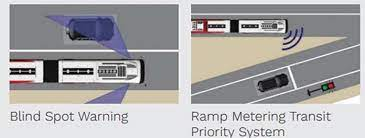 Blind Spot Warning
Ramp Metering Transit
Priority System